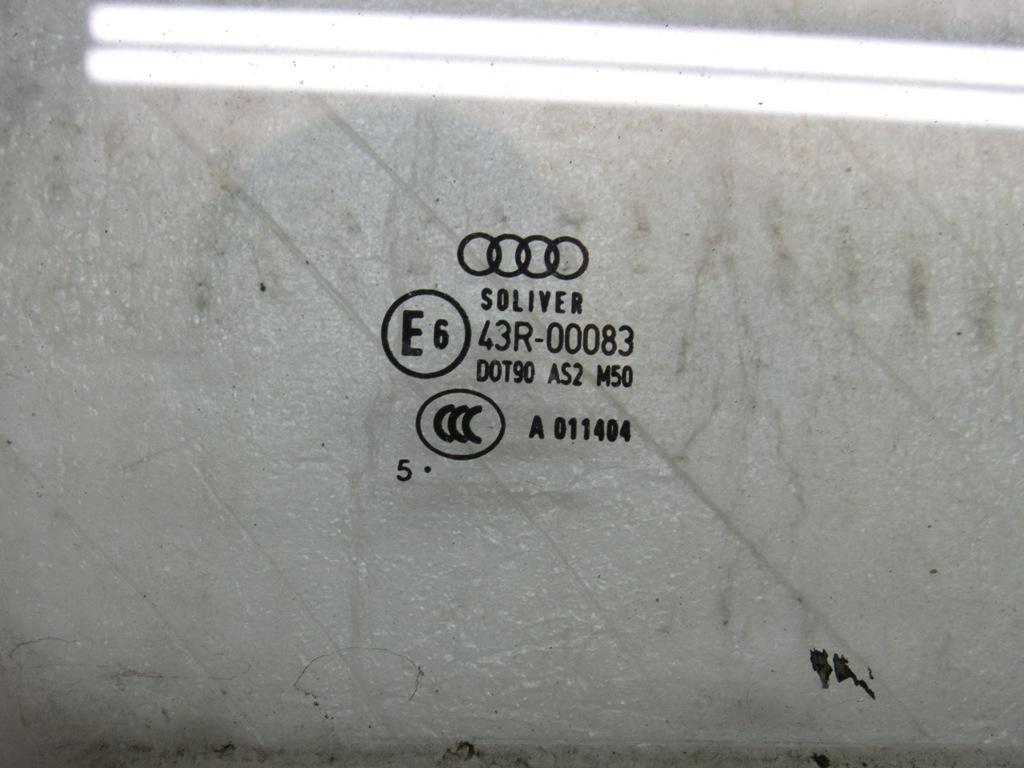 SOLIVER
E6 43R-00083
DOT90 AS2 M50
CCC A 011404
5 •